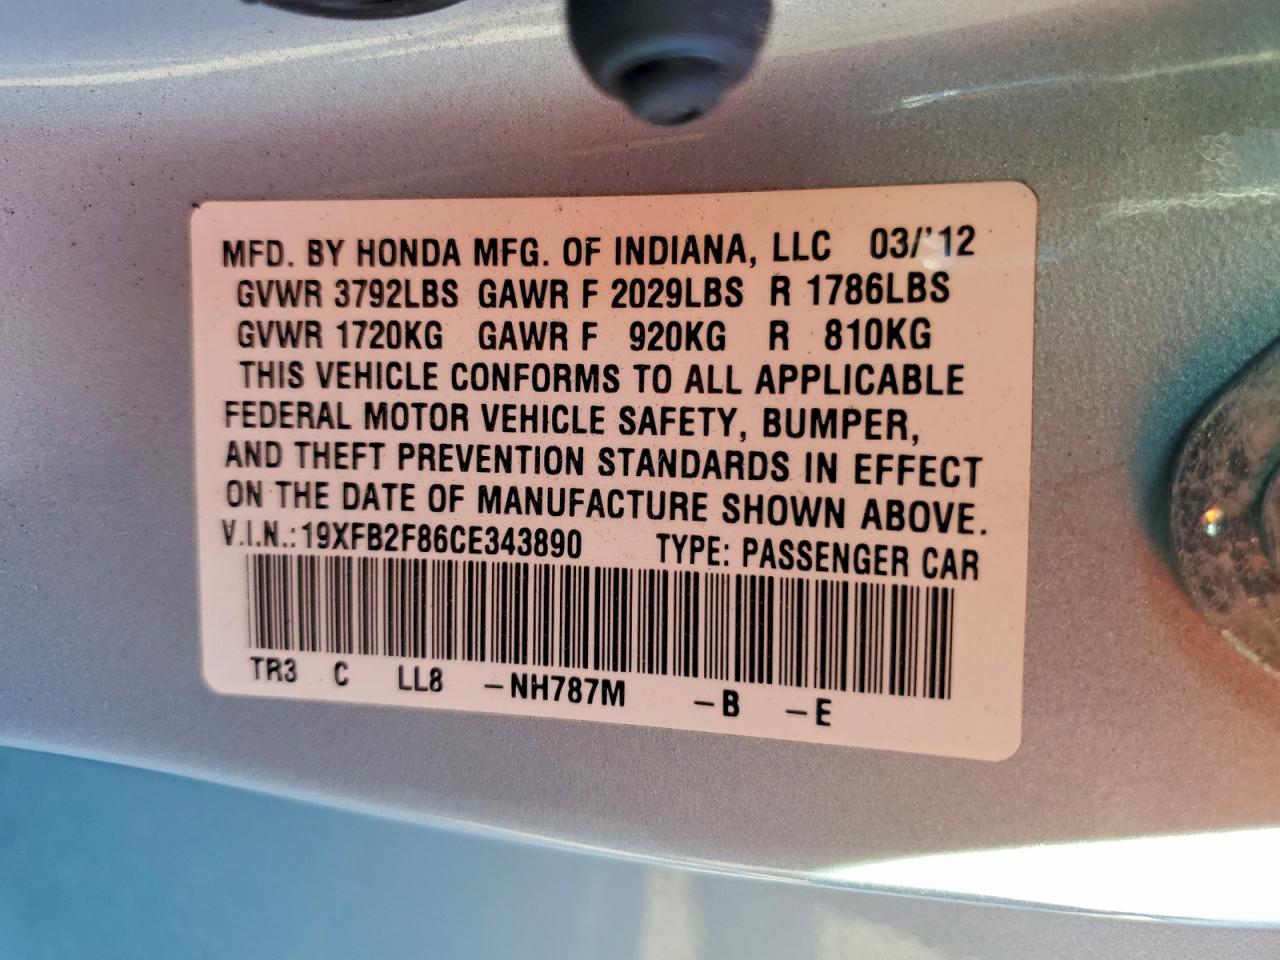 MFD. BY HONDA MFG. OF INDIANA, LLC 03/'12
GVWR 3792LBS GAWR F 2029LBS R 1786LBS
GVWR 1720KG GAWR F 920KG R 810KG
THIS VEHICLE CONFORMS TO ALL APPLICABLE
FEDERAL MOTOR VEHICLE SAFETY, BUMPER,
AND THEFT PREVENTION STANDARDS IN EFFECT
ON THE DATE OF MANUFACTURE SHOWN ABOVE.
V.I.N.: 19XFB2F86CE343890 TYPE: PASSENGER CAR
TR3 C LL8 -NH787M -B -E